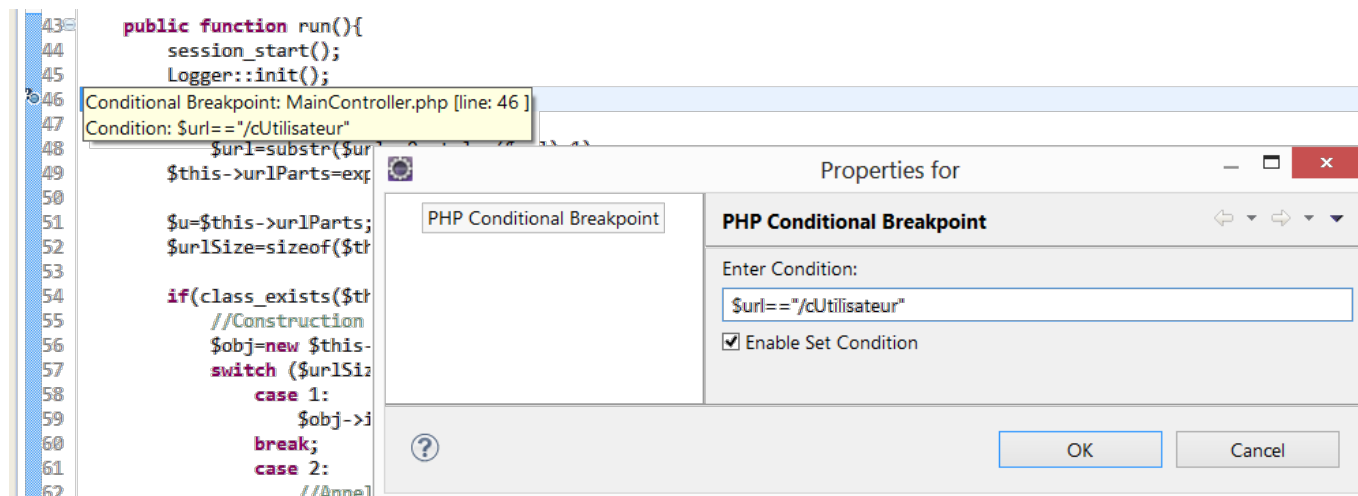 43 public function run(){
44 session_start();
45 Logger::init();
46
Conditional Breakpoint: MainController.php [line: 46 ]
Condition: $url=="/cUtilisateur"
47
48 $url=substr($ur
49 $this->urlParts=exp
50
51 $u=$this->urlParts;
52 $urlSize=sizeof($th
53
54 if(class_exists($th
55 //Construction
56 $obj=new $this-
57 switch ($urlSiz
58 case 1:
59 $obj->i
60 break;
61 case 2:
62 //Appel
Properties for
PHP Conditional Breakpoint
PHP Conditional Breakpoint
Enter Condition:
$url=="/cUtilisateur"
Enable Set Condition
?
OK
Cancel